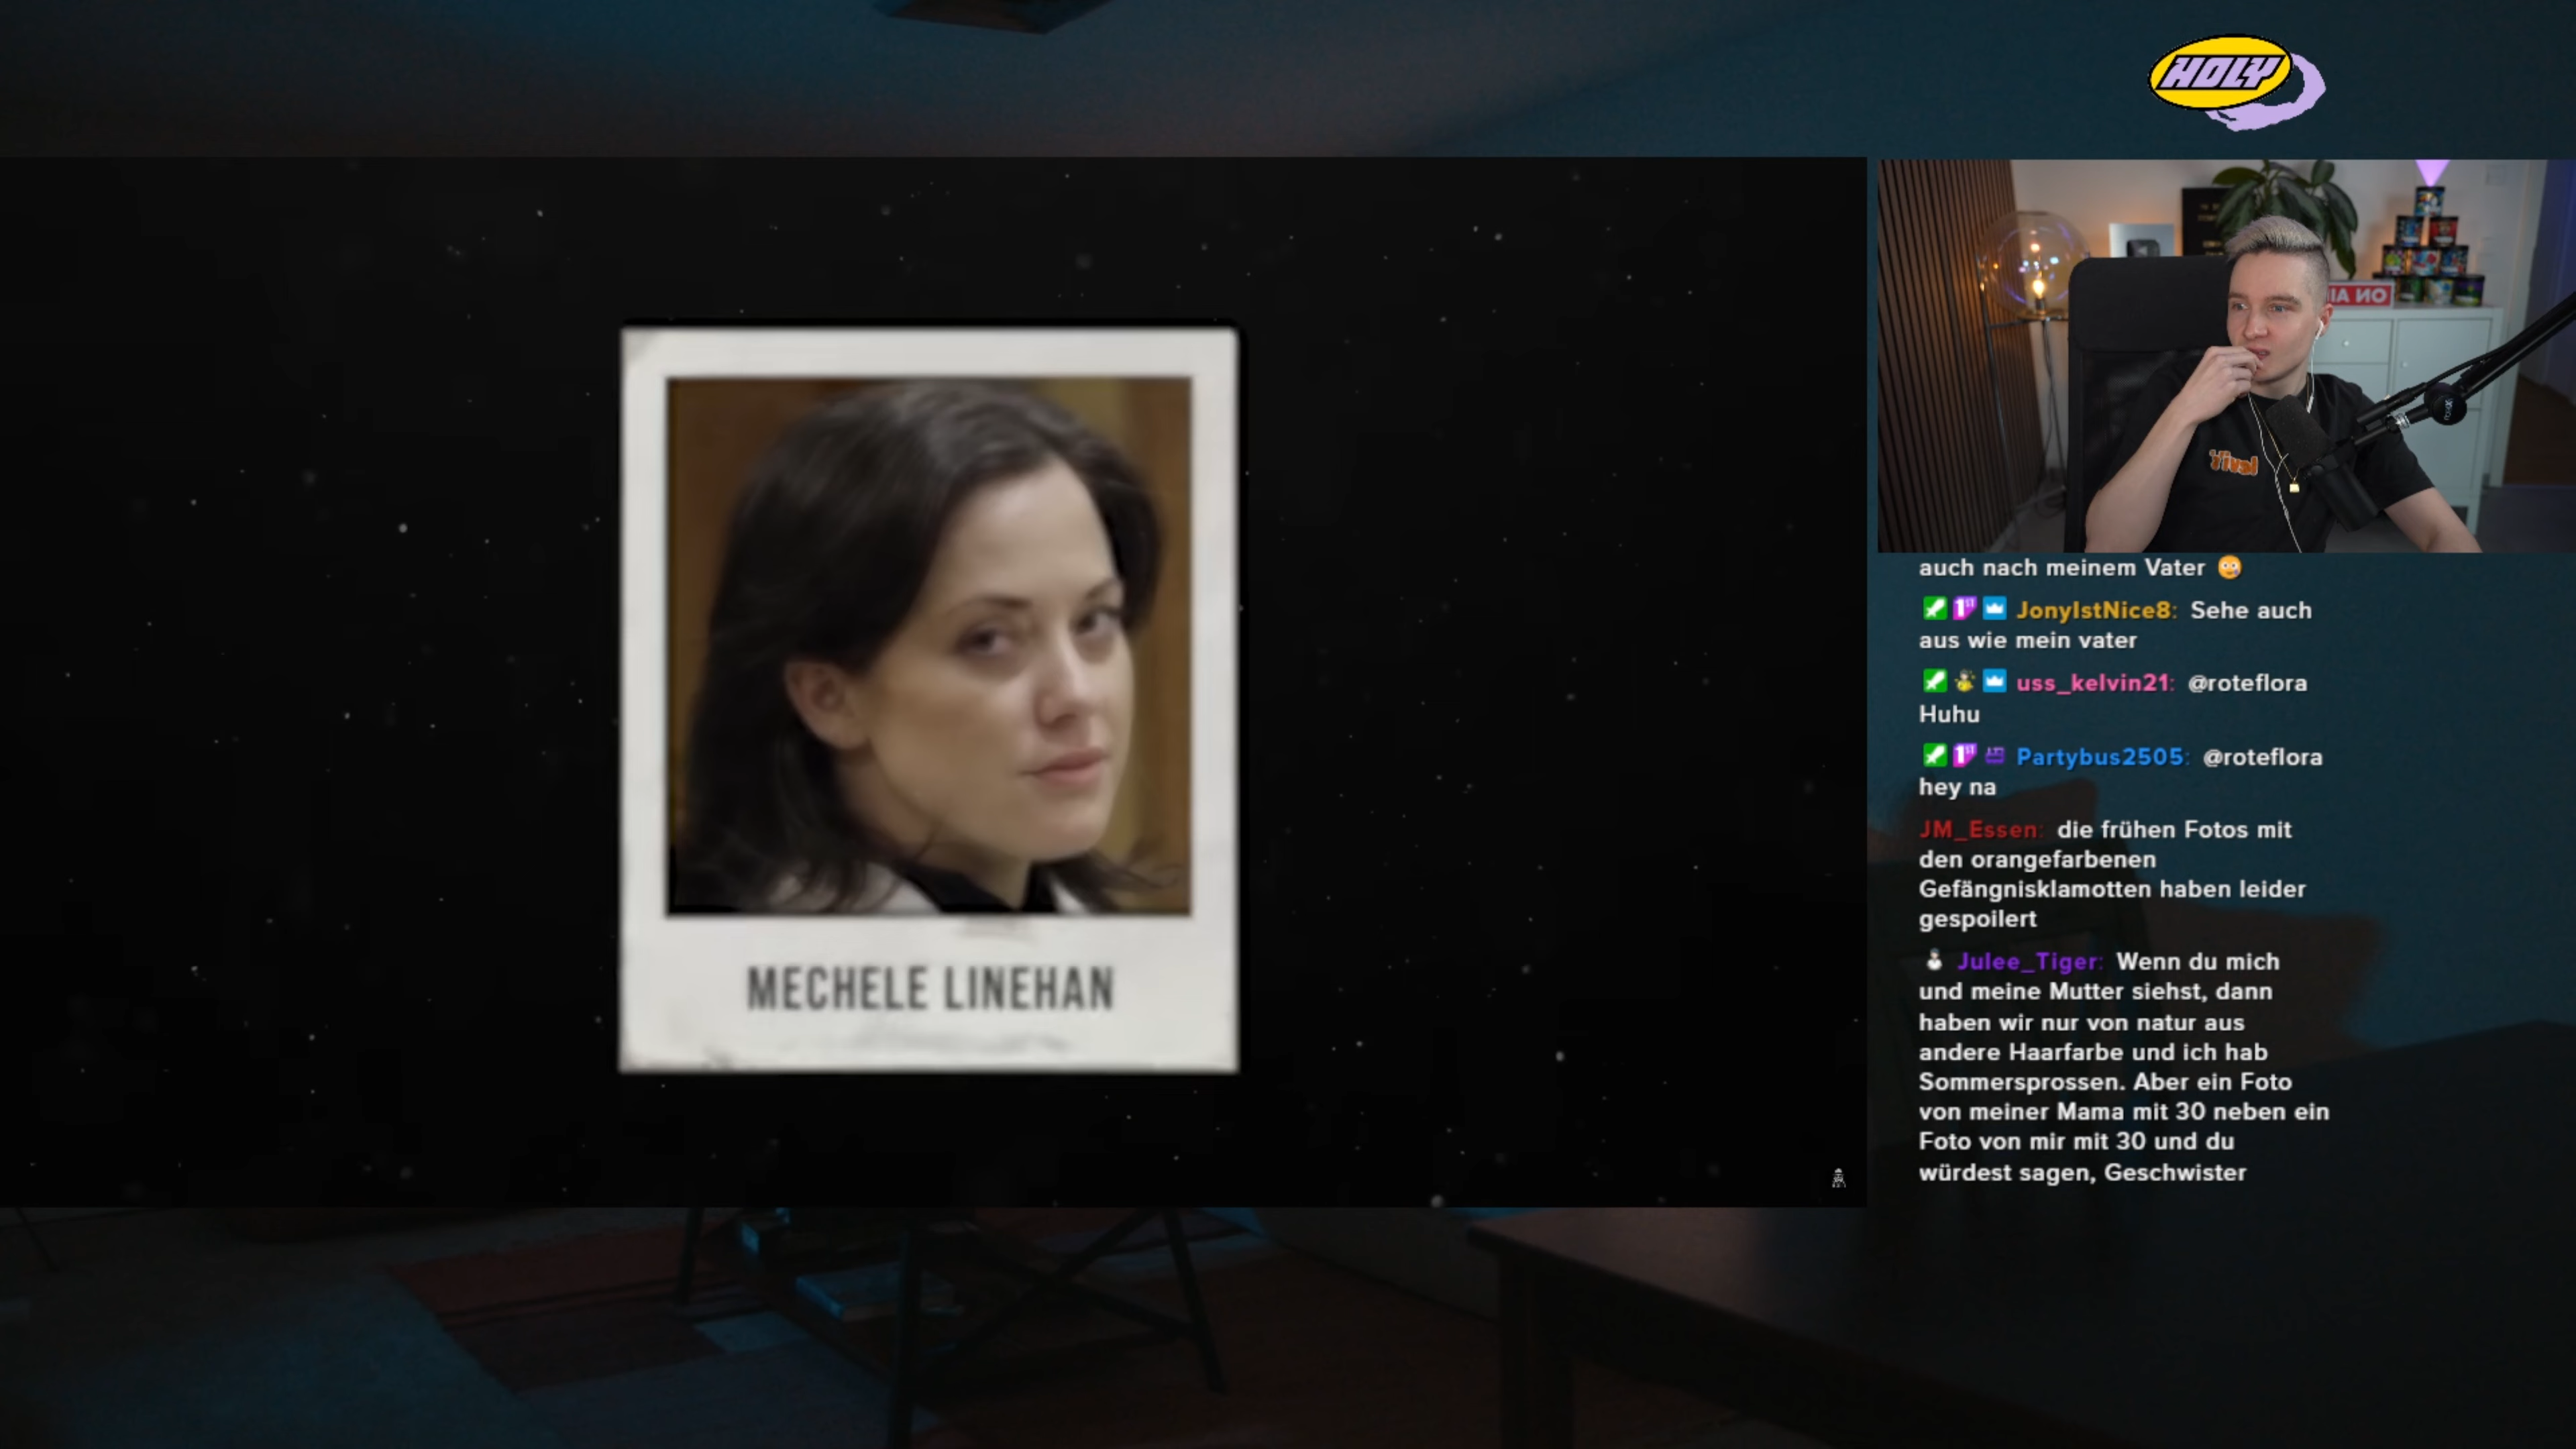 HOLY
ON AI
Yivsl
MECHELE LINEHAN
auch nach meinem Vater 😳
JonyIstNice8: Sehe auch
aus wie mein vater
uss_kelvin21: @roteflora
Huhu
Partybus2505: @roteflora
hey na
JM_Essen: die frühen Fotos mit
den orangefarbenen
Gefängnisklamotten haben leider
gespoilert
Julee_Tiger: Wenn du mich
und meine Mutter siehst, dann
haben wir nur von natur aus
andere Haarfarbe und ich hab
Sommersprossen. Aber ein Foto
von meiner Mama mit 30 neben ein
Foto von mir mit 30 und du
würdest sagen, Geschwister